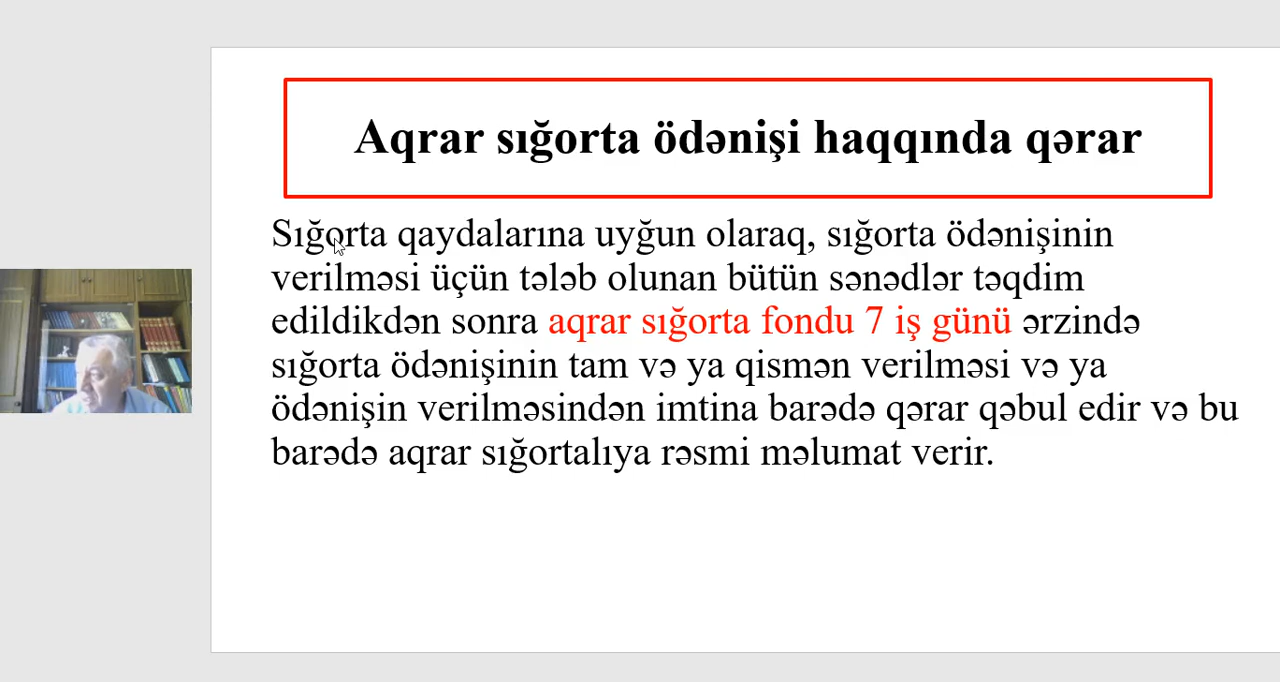 Aqrar sığorta ödənişi haqqında qərar
Sığorta qaydalarına uyğun olaraq, sığorta ödənişinin
verilməsi üçün tələb olunan bütün sənədlər təqdim
edildikdən sonra aqrar sığorta fondu 7 iş günü ərzində
sığorta ödənişinin tam və ya qismən verilməsi və ya
ödənişin verilməsindən imtina barədə qərar qəbul edir və bu
barədə aqrar sığortalıya rəsmi məlumat verir.